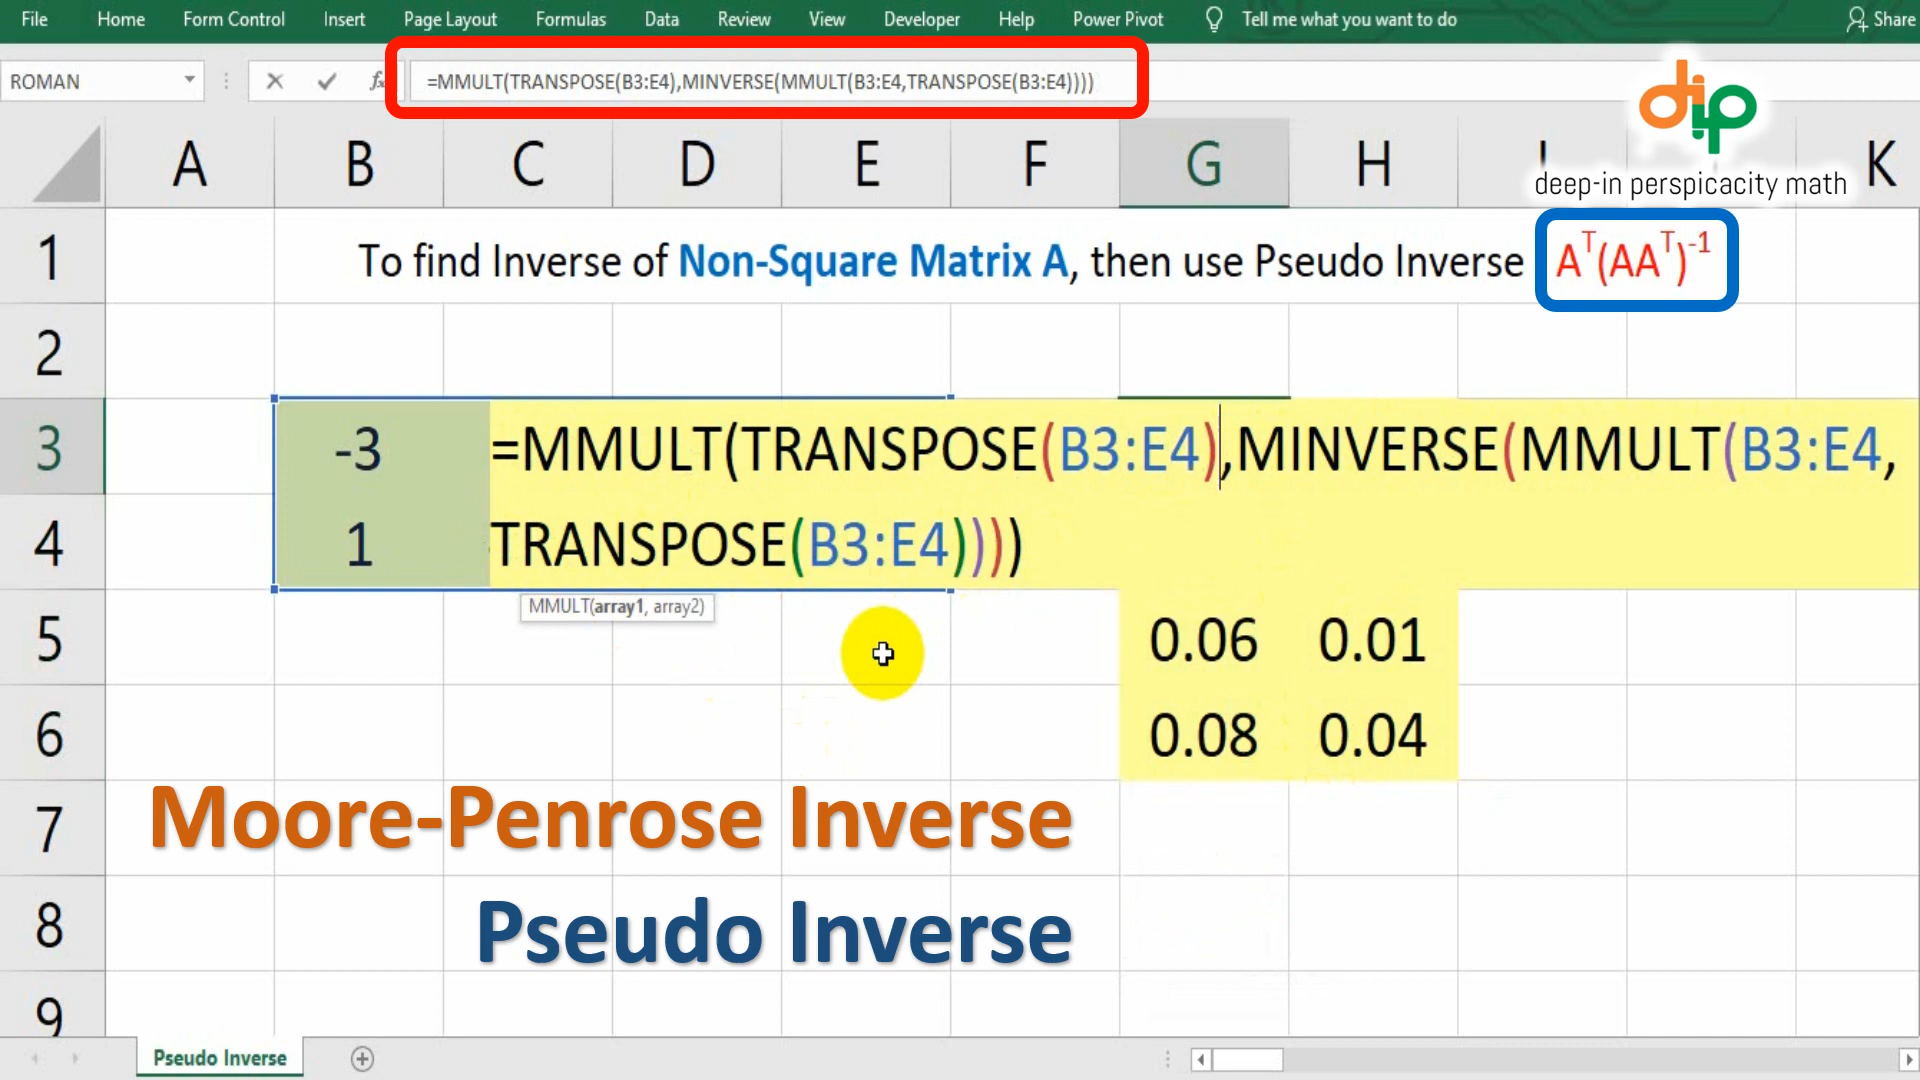 File Home Form Control Insert Page Layout Formulas Data Review View Developer Help Power Pivot Tell me what you want to do Share
ROMAN fx =MMULT(TRANSPOSE(B3:E4),MINVERSE(MMULT(B3:E4,TRANSPOSE(B3:E4))))
dip
deep-in perspicacity math
A B C D E F G H K
1 To find Inverse of Non-Square Matrix A, then use Pseudo Inverse Aᵀ(AAᵀ)⁻¹
2
3 -3 =MMULT(TRANSPOSE(B3:E4),MINVERSE(MMULT(B3:E4,
4 1 TRANSPOSE(B3:E4))))
MMULT(array1, array2)
5 0.06 0.01
6 0.08 0.04
7
Moore-Penrose Inverse
8
Pseudo Inverse
9
Pseudo Inverse